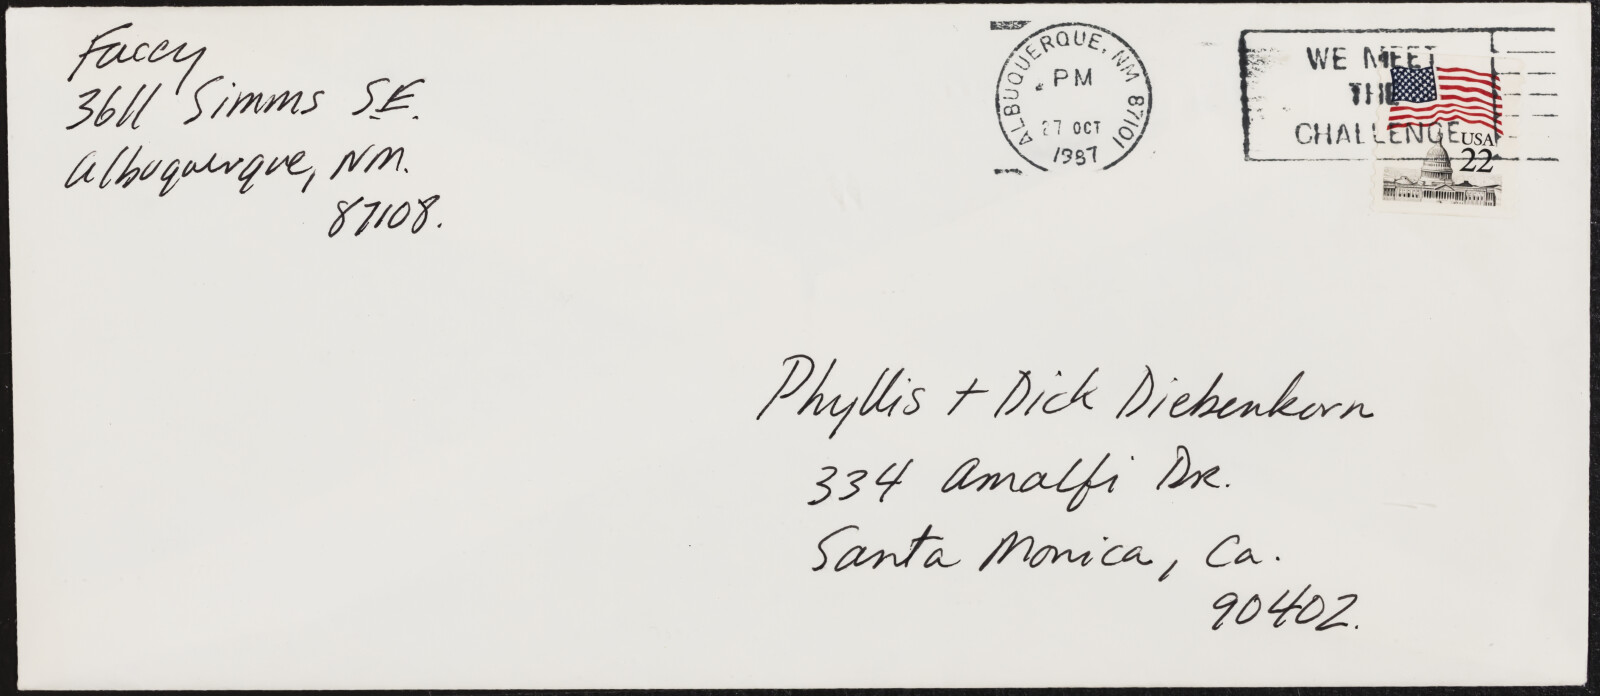 Faccy
3611 Simms S.E.
Albuquerque, NM.
87108.
ALBUQUERQUE, NM 87101
PM
27 OCT
1987
WE MEET
THE
CHALLENGE
USA
22
Phyllis + Dick Diebenkorn
334 Amalfi Dr.
Santa Monica, Ca.
90402.